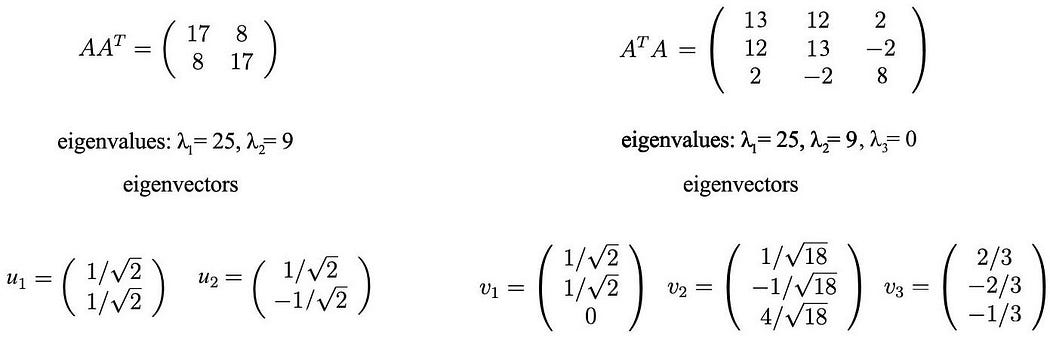 AA^T = ( 17 8 ; 8 17 )
A^T A = ( 13 12 2 ; 12 13 −2 ; 2 −2 8 )
eigenvalues: λ₁= 25, λ₂= 9
eigenvalues: λ₁= 25, λ₂= 9, λ₃= 0
eigenvectors
eigenvectors
u₁ = ( 1/√2 ; 1/√2 ) u₂ = ( 1/√2 ; −1/√2 )
v₁ = ( 1/√2 ; 1/√2 ; 0 ) v₂ = ( 1/√18 ; −1/√18 ; 4/√18 ) v₃ = ( 2/3 ; −2/3 ; −1/3 )